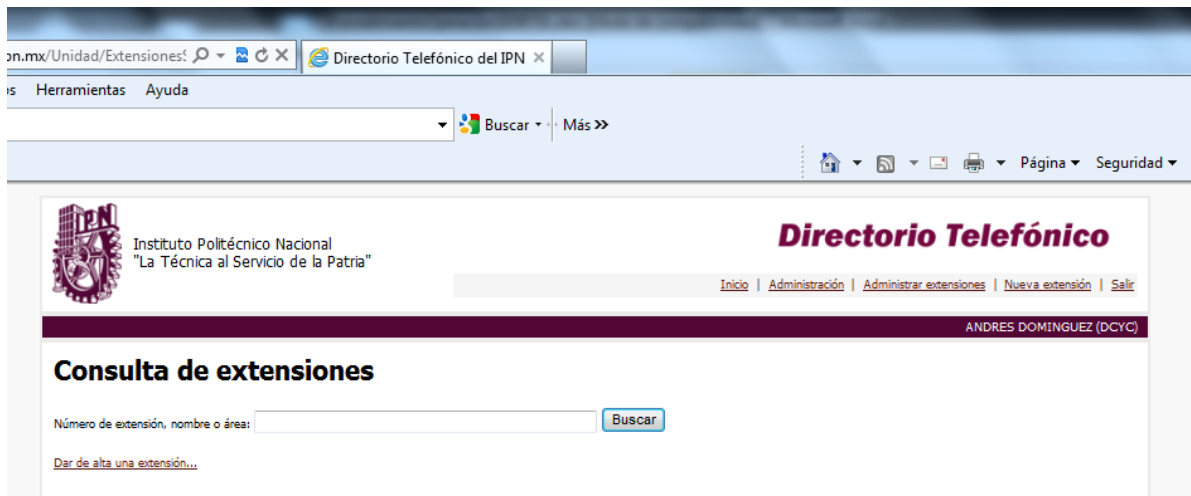 on.mx/Unidad/Extensiones
Directorio Telefónico del IPN
Herramientas Ayuda
Buscar Más >>
Página Seguridad
IPN
Directorio Telefónico
Instituto Politécnico Nacional
"La Técnica al Servicio de la Patria"
Inicio | Administración | Administrar extensiones | Nueva extensión | Salir
ANDRES DOMINGUEZ (DCYC)
Consulta de extensiones
Número de extensión, nombre o área: Buscar
Dar de alta una extensión...